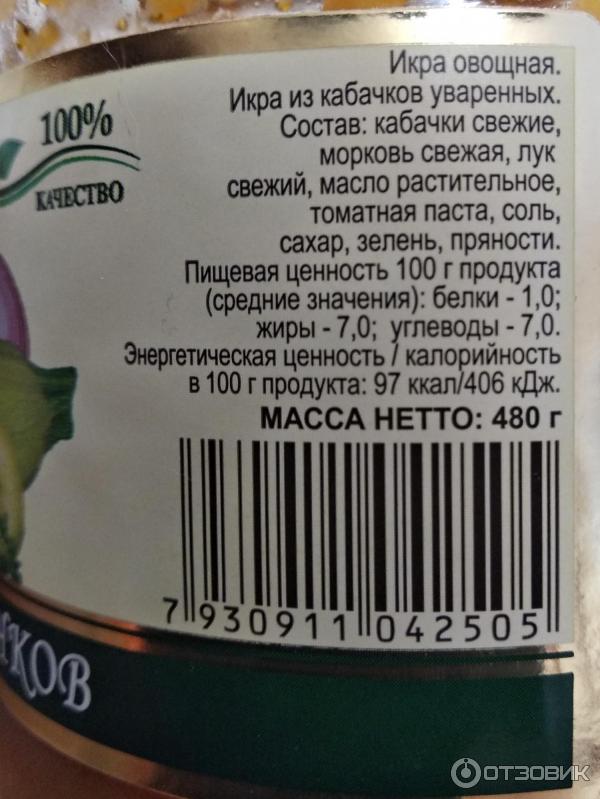 100%
КАЧЕСТВО
Икра овощная.
Икра из кабачков уваренных.
Состав: кабачки свежие,
морковь свежая, лук
свежий, масло растительное,
томатная паста, соль,
сахар, зелень, пряности.
Пищевая ценность 100 г продукта
(средние значения): белки - 1,0;
жиры - 7,0; углеводы - 7,0.
Энергетическая ценность / калорийность
в 100 г продукта: 97 ккал/406 кДж.
МАССА НЕТТО: 480 г
7 930911 042505
ЧКОВ
ОТЗОВИК